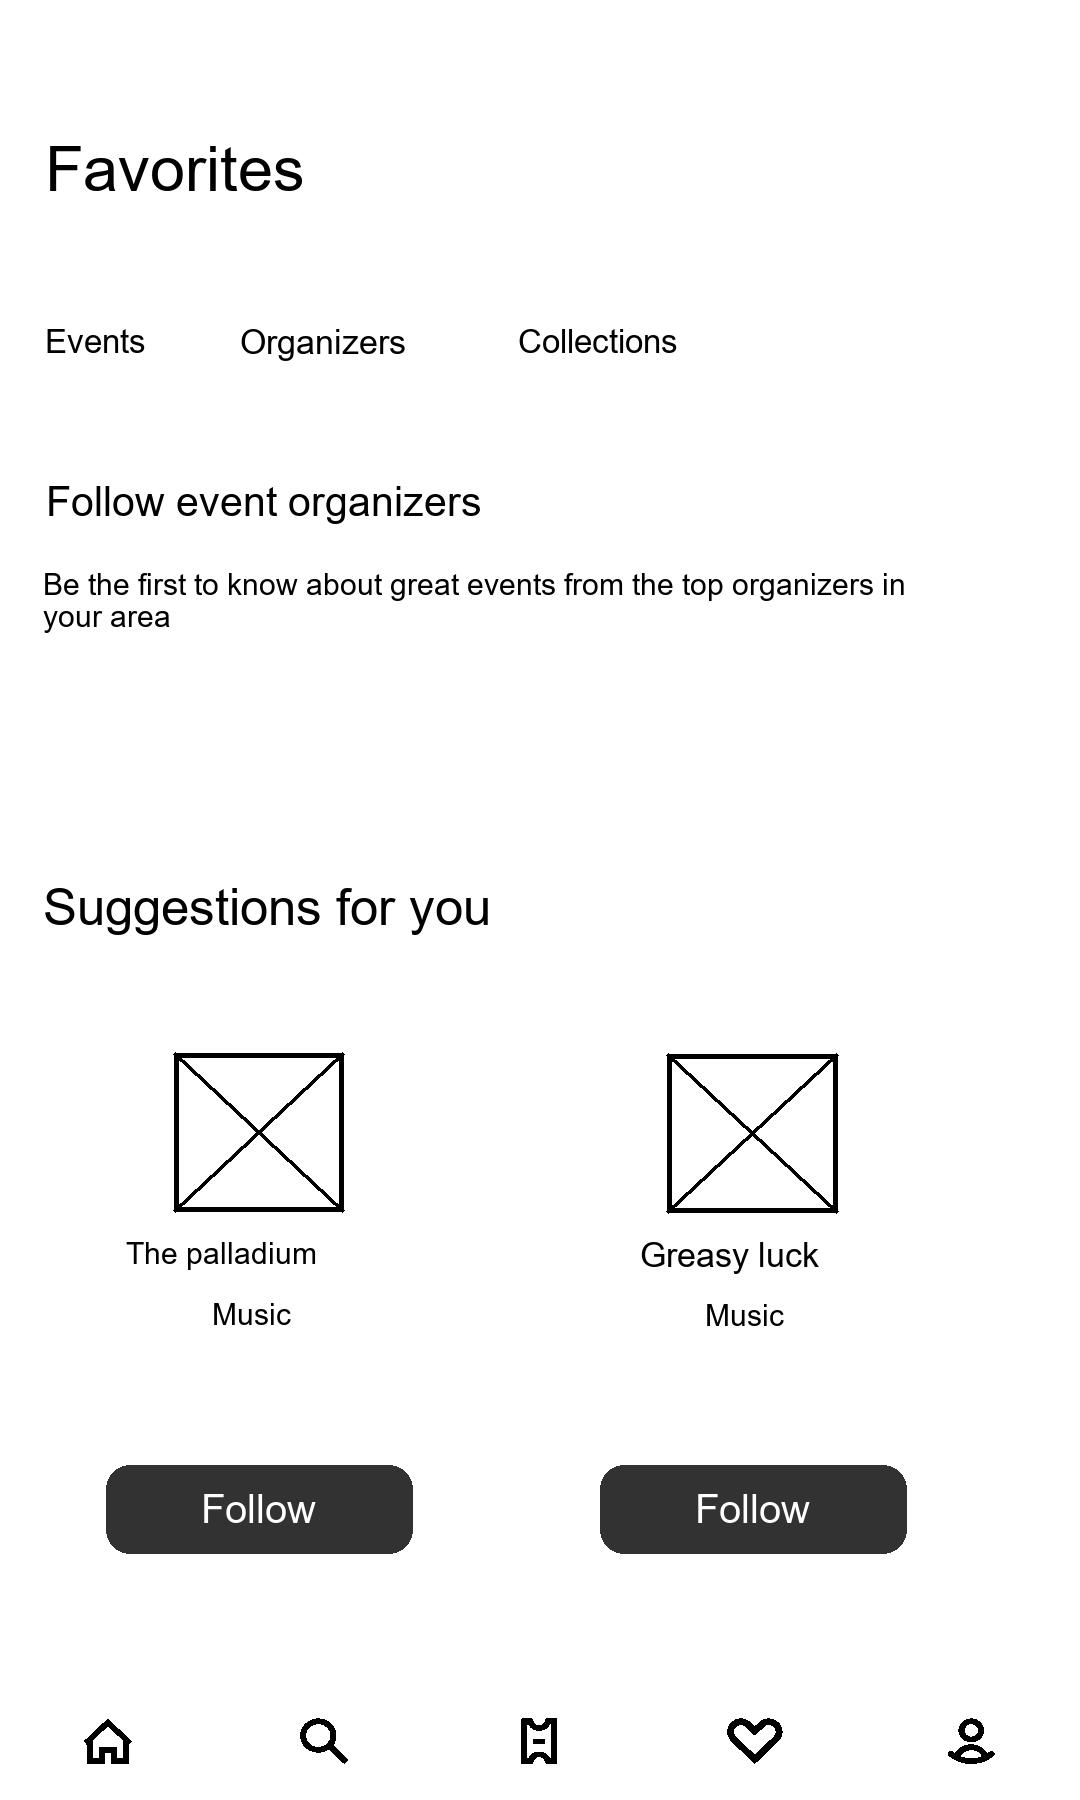 Favorites
Events Organizers Collections
Follow event organizers
Be the first to know about great events from the top organizers in
your area
Suggestions for you
The palladium Greasy luck
Music Music
Follow Follow